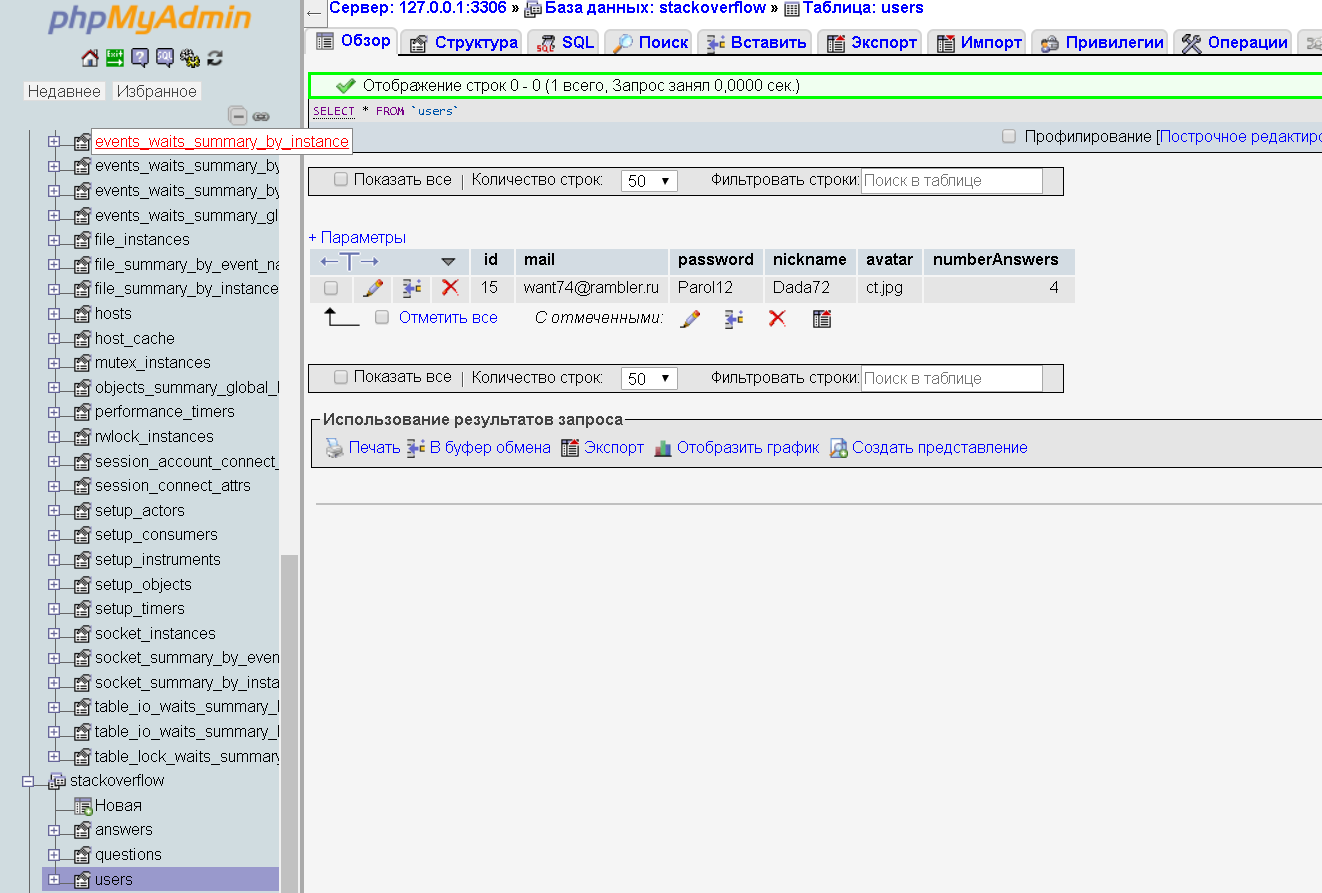 phpMyAdmin
Недавнее Избранное
events_waits_summary_by_instance
events_waits_summary_by
events_waits_summary_by
events_waits_summary_gl
file_instances
file_summary_by_event_na
file_summary_by_instance
hosts
host_cache
mutex_instances
objects_summary_global_
performance_timers
rwlock_instances
session_account_connect_
session_connect_attrs
setup_actors
setup_consumers
setup_instruments
setup_objects
setup_timers
socket_instances
socket_summary_by_even
socket_summary_by_insta
table_io_waits_summary_
table_io_waits_summary_
table_lock_waits_summary
stackoverflow
Новая
answers
questions
users
← Сервер: 127.0.0.1:3306 » База данных: stackoverflow » Таблица: users
Обзор Структура SQL Поиск Вставить Экспорт Импорт Привилегии Операции
Отображение строк 0 - 0 (1 всего, Запрос занял 0,0000 сек.)
SELECT * FROM `users`
Профилирование [Построчное редактиро
Показать все | Количество строк: 50 Фильтровать строки: Поиск в таблице
+ Параметры
←T→ id mail password nickname avatar numberAnswers
15 want74@rambler.ru Parol12 Dada72 ct.jpg 4
Отметить все С отмеченными:
Показать все | Количество строк: 50 Фильтровать строки: Поиск в таблице
Использование результатов запроса
Печать В буфер обмена Экспорт Отобразить график Создать представление